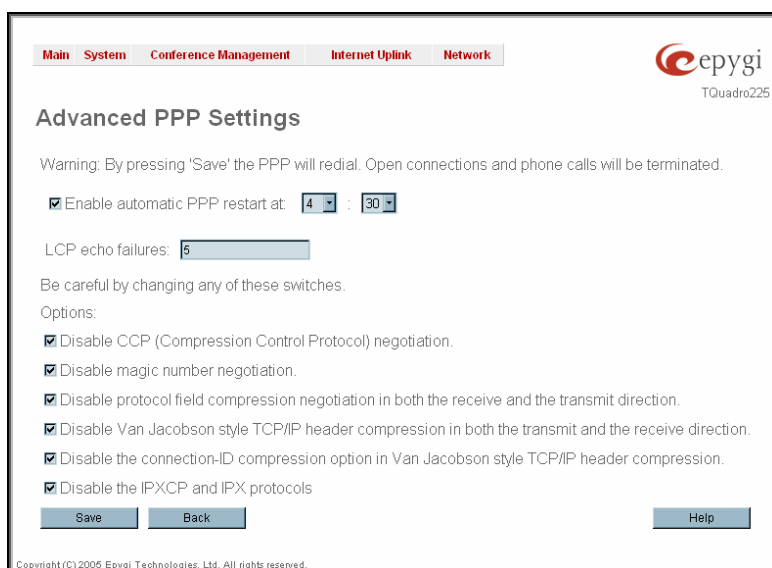 Main System Conference Management Internet Uplink Network
epygi
TQuadro225
Advanced PPP Settings
Warning: By pressing 'Save' the PPP will redial. Open connections and phone calls will be terminated.
Enable automatic PPP restart at: 4 : 30
LCP echo failures: 5
Be careful by changing any of these switches.
Options:
Disable CCP (Compression Control Protocol) negotiation.
Disable magic number negotiation.
Disable protocol field compression negotiation in both the receive and the transmit direction.
Disable Van Jacobson style TCP/IP header compression in both the transmit and the receive direction.
Disable the connection-ID compression option in Van Jacobson style TCP/IP header compression.
Disable the IPXCP and IPX protocols
Save Back Help
Copyright (C) 2005 Epygi Technologies, Ltd. All rights reserved.